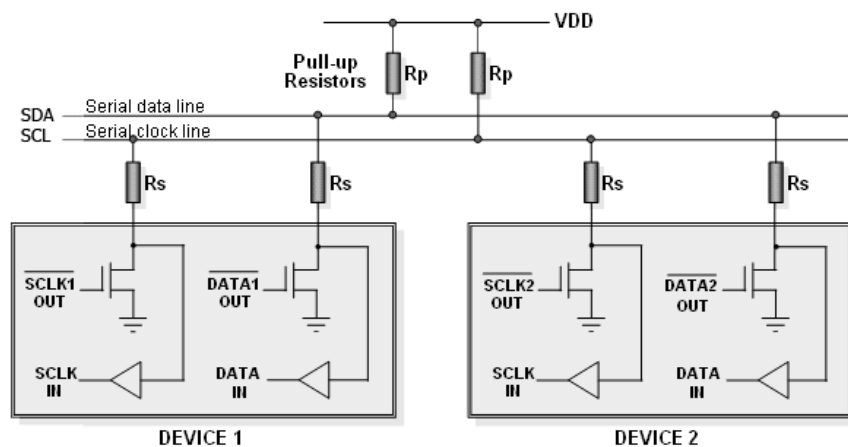 VDD
Pull-up
Resistors
Rp
Rp
SDA
Serial data line
SCL
Serial clock line
Rs
Rs
Rs
Rs
SCLK1
OUT
DATA1
OUT
SCLK2
OUT
DATA2
OUT
SCLK
IN
DATA
IN
SCLK
IN
DATA
IN
DEVICE 1
DEVICE 2